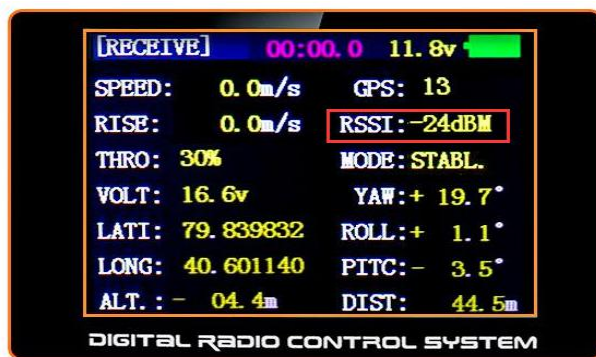 [RECEIVE] 00:00.0 11.8v
SPEED: 0.0m/s GPS: 13
RISE: 0.0m/s RSSI:-24dBM
THRO: 30% MODE:STABL.
VOLT: 16.6v YAW:+ 19.7°
LATI: 79.839832 ROLL:+ 1.1°
LONG: 40.601140 PITC:- 3.5°
ALT.:- 04.4m DIST: 44.5m
DIGITAL RADIO CONTROL SYSTEM